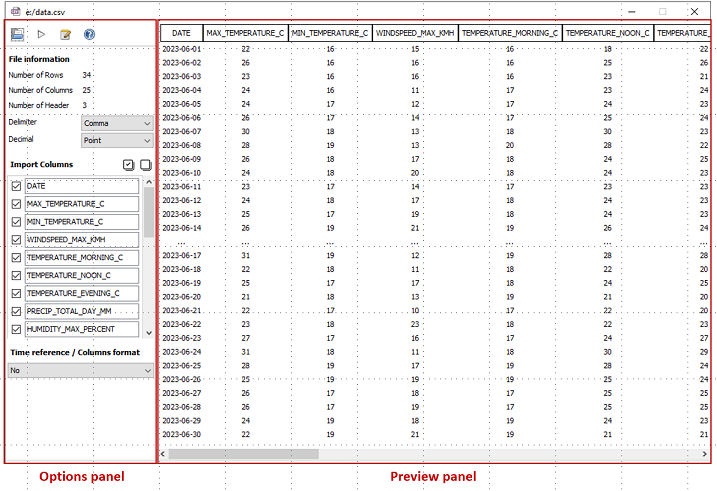 e:/data.csv
File information
Number of Rows 34
Number of Columns 25
Number of Header 3
Delimiter Comma
Decimal Point
Import Columns
DATE
MAX_TEMPERATURE_C
MIN_TEMPERATURE_C
WINDSPEED_MAX_KMH
TEMPERATURE_MORNING_C
TEMPERATURE_NOON_C
TEMPERATURE_EVENING_C
PRECIP_TOTAL_DAY_MM
HUMIDITY_MAX_PERCENT
Time reference / Columns format
No
DATE MAX_TEMPERATURE_C MIN_TEMPERATURE_C WINDSPEED_MAX_KMH TEMPERATURE_MORNING_C TEMPERATURE_NOON_C TEMPERATURE_
2023-06-01 22 16 15 16 18 22
2023-06-02 26 16 16 16 25 26
2023-06-03 23 16 16 16 23 21
2023-06-04 24 16 11 17 23 24
2023-06-05 24 17 12 17 23 24
2023-06-06 26 17 14 17 25 24
2023-06-07 30 18 13 18 30 23
2023-06-08 28 19 13 20 28 22
2023-06-09 26 18 17 18 24 25
2023-06-10 24 18 20 18 24 23
2023-06-11 23 17 14 17 23 23
2023-06-12 24 18 17 18 24 23
2023-06-13 25 17 19 18 24 23
2023-06-14 26 19 21 19 26 24
... ... ... ... ... ...
2023-06-17 31 19 12 19 28 28
2023-06-18 22 18 11 18 22 20
2023-06-19 25 17 17 18 24 20
2023-06-20 21 18 13 19 21 20
2023-06-21 22 17 10 17 22 20
2023-06-22 23 18 23 18 22 23
2023-06-23 27 17 16 17 24 27
2023-06-24 31 18 11 18 30 29
2023-06-25 28 19 17 19 28 24
2023-06-26 25 19 19 19 24 25
2023-06-27 26 18 17 18 25 25
2023-06-28 26 19 18 17 25 25
2023-06-29 24 18 19 18 24 21
2023-06-30 22 19 21 19 21 21
Options panel
Preview panel